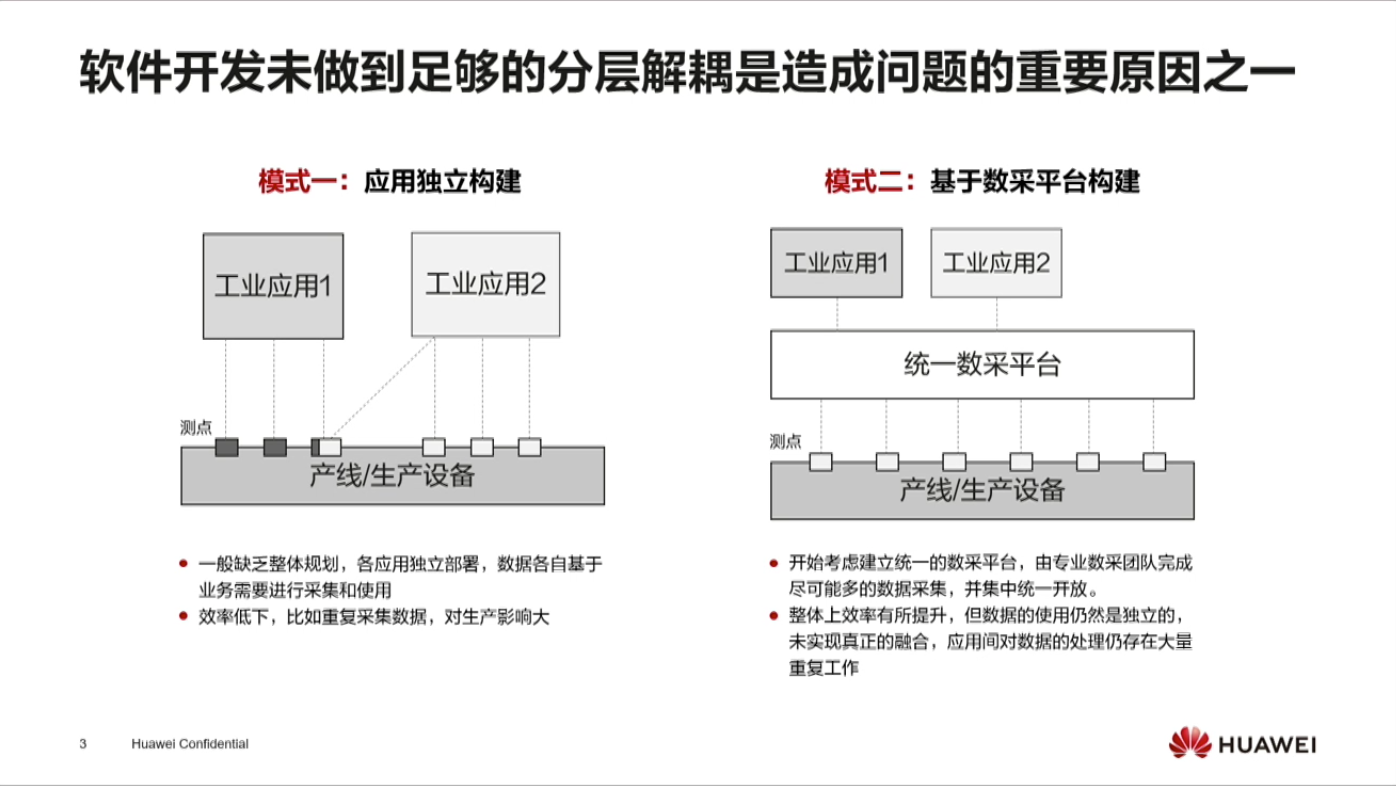 软件开发未做到足够的分层解耦是造成问题的重要原因之一
模式一：应用独立构建
工业应用1
工业应用2
测点
产线/生产设备
一般缺乏整体规划，各应用独立部署，数据各自基于
业务需要进行采集和使用
效率低下，比如重复采集数据，对生产影响大
模式二：基于数采平台构建
工业应用1
工业应用2
统一数采平台
测点
产线/生产设备
开始考虑建立统一的数采平台，由专业数采团队完成
尽可能多的数据采集，并集中统一开放。
整体上效率有所提升，但数据的使用仍然是独立的，
未实现真正的融合，应用间对数据的处理仍存在大量
重复工作
3
Huawei Confidential
HUAWEI